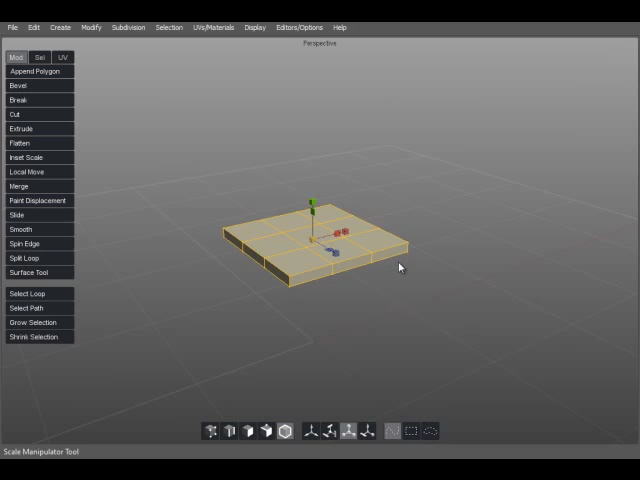 File Edit Create Modify Subdivision Selection UVs/Materials Display Editors/Options Help
Perspective
Mod Sel UV
Append Polygon
Bevel
Break
Cut
Extrude
Flatten
Inset Scale
Local Move
Merge
Paint Displacement
Slide
Smooth
Spin Edge
Split Loop
Surface Tool
Select Loop
Select Path
Grow Selection
Shrink Selection
Scale Manipulator Tool